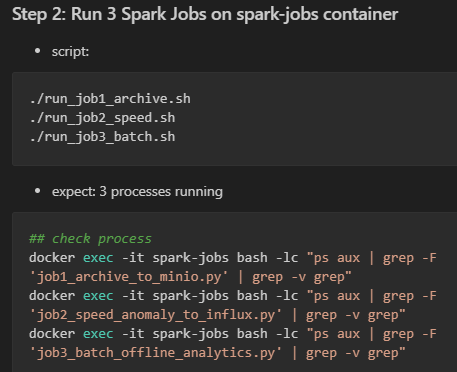 Step 2: Run 3 Spark Jobs on spark-jobs container
• script:
./run_job1_archive.sh
./run_job2_speed.sh
./run_job3_batch.sh
• expect: 3 processes running
## check process
docker exec -it spark-jobs bash -lc "ps aux | grep -F
'job1_archive_to_minio.py' | grep -v grep"
docker exec -it spark-jobs bash -lc "ps aux | grep -F
'job2_speed_anomaly_to_influx.py' | grep -v grep"
docker exec -it spark-jobs bash -lc "ps aux | grep -F
'job3_batch_offline_analytics.py' | grep -v grep"